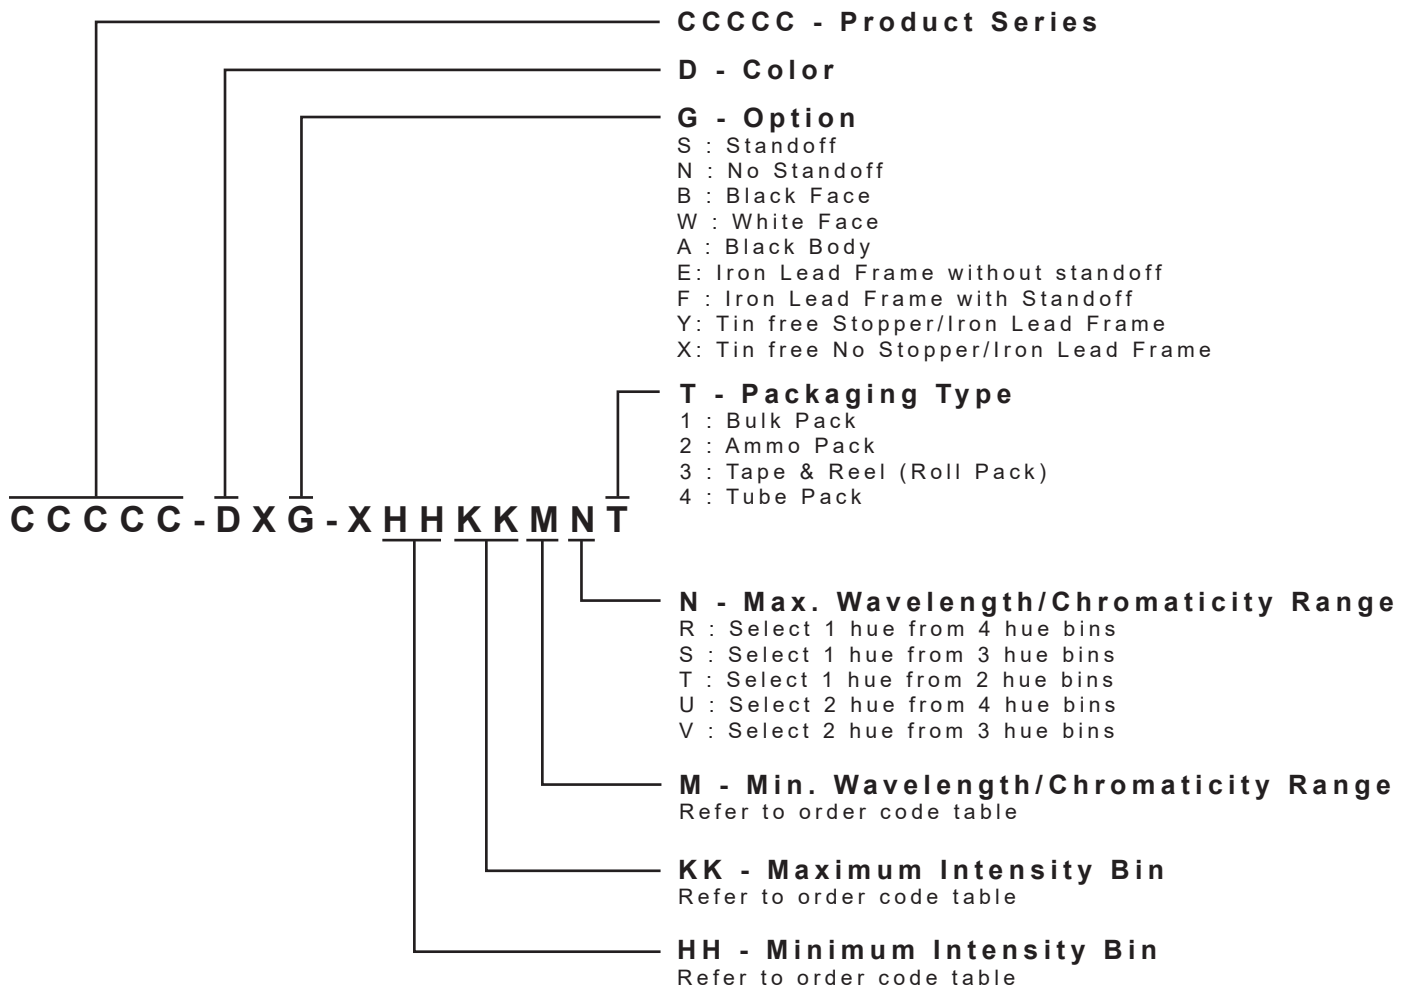 CCCCC - Product Series
D - Color
G - Option
S : Standoff
N : No Standoff
B : Black Face
W : White Face
A : Black Body
E: Iron Lead Frame without standoff
F : Iron Lead Frame with Standoff
Y: Tin free Stopper/Iron Lead Frame
X: Tin free No Stopper/Iron Lead Frame
T - Packaging Type
1 : Bulk Pack
2 : Ammo Pack
3 : Tape & Reel (Roll Pack)
4 : Tube Pack
CCCCC-DXG-XHHKKMNT
N - Max. Wavelength/Chromaticity Range
R : Select 1 hue from 4 hue bins
S : Select 1 hue from 3 hue bins
T : Select 1 hue from 2 hue bins
U : Select 2 hue from 4 hue bins
V : Select 2 hue from 3 hue bins
M - Min. Wavelength/Chromaticity Range
Refer to order code table
KK - Maximum Intensity Bin
Refer to order code table
HH - Minimum Intensity Bin
Refer to order code table